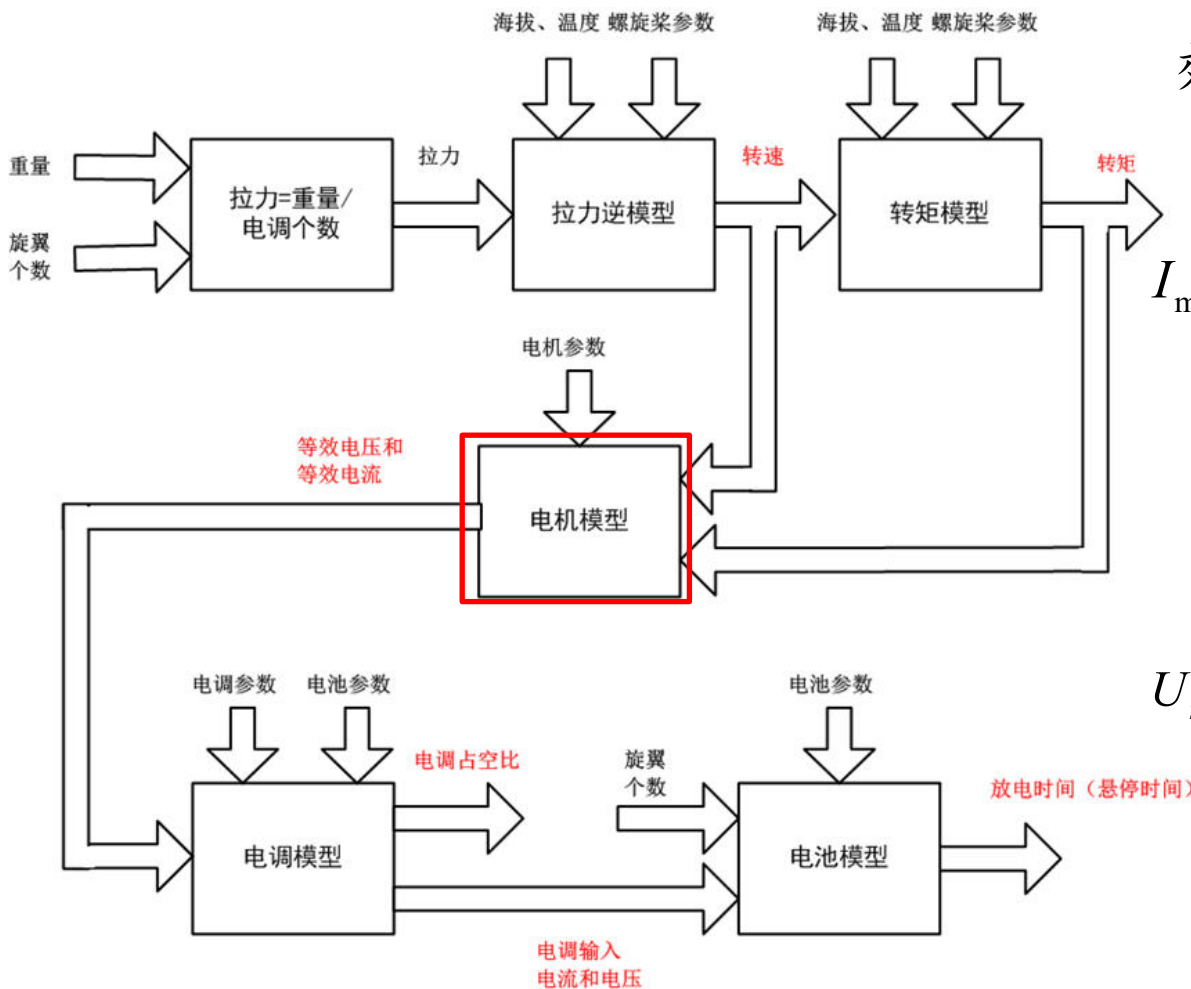 海拔、温度 螺旋桨参数
海拔、温度 螺旋桨参数
重量
旋翼
个数
拉力=重量/
电调个数
拉力
拉力逆模型
转速
转矩模型
转矩
I
m
电机参数
等效电压和
等效电流
电机模型
U
电调参数
电池参数
电调模型
电调占空比
电调输入
电流和电压
旋翼
个数
电池参数
电池模型
放电时间（悬停时间）